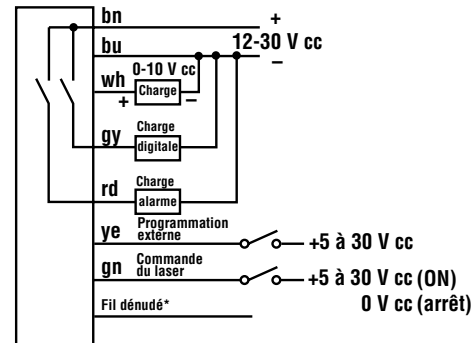 bn
+
bu
12-30 V cc
–
0-10 V cc
wh
+
Charge
–
Charge
gy
digitale
Charge
rd
alarme
ye
Programmation
externe
+5 à 30 V cc
gn
Commande
du laser
+5 à 30 V cc (ON)
0 V cc (arrêt)
Fil dénudé*